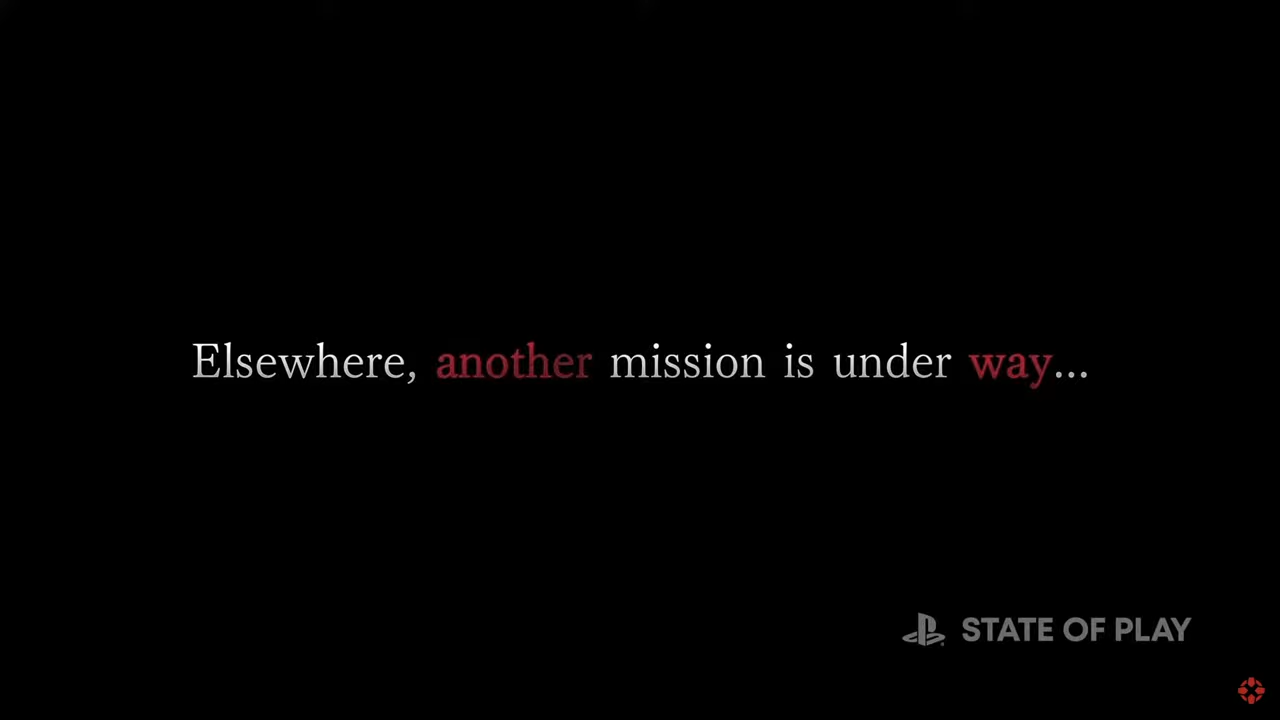 Elsewhere, another mission is under way...
STATE OF PLAY